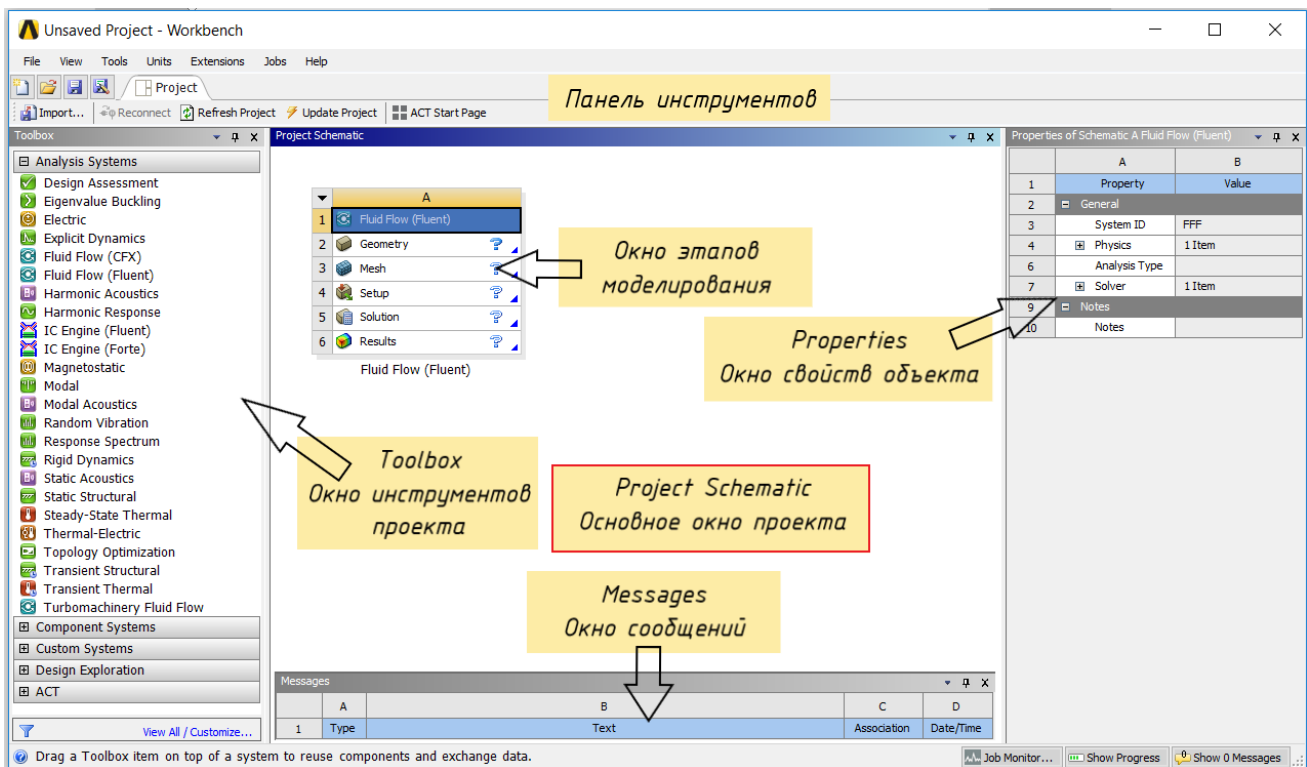 Unsaved Project - Workbench
File View Tools Units Extensions Jobs Help
Project
Import... Reconnect Refresh Project Update Project ACT Start Page
Панель инструментов
Toolbox
Analysis Systems
Design Assessment
Eigenvalue Buckling
Electric
Explicit Dynamics
Fluid Flow (CFX)
Fluid Flow (Fluent)
Harmonic Acoustics
Harmonic Response
IC Engine (Fluent)
IC Engine (Forte)
Magnetostatic
Modal
Modal Acoustics
Random Vibration
Response Spectrum
Rigid Dynamics
Static Acoustics
Static Structural
Steady-State Thermal
Thermal-Electric
Topology Optimization
Transient Structural
Transient Thermal
Turbomachinery Fluid Flow
Component Systems
Custom Systems
Design Exploration
ACT
View All / Customize...
Project Schematic
A
1 Fluid Flow (Fluent)
2 Geometry ?
3 Mesh ?
4 Setup ?
5 Solution ?
6 Results ?
Fluid Flow (Fluent)
Окно этапов
моделирования
Properties
Окно свойств объекта
Toolbox
Окно инструментов
проекта
Project Schematic
Основное окно проекта
Messages
Окно сообщений
Messages
A B C D
1 Type Text Association Date/Time
Properties of Schematic A Fluid Flow (Fluent)
A B
1 Property Value
2 General
3 System ID FFF
4 Physics 1 Item
6 Analysis Type
7 Solver 1 Item
9 Notes
10 Notes
Drag a Toolbox item on top of a system to reuse components and exchange data.
Job Monitor... Show Progress 0 Show 0 Messages